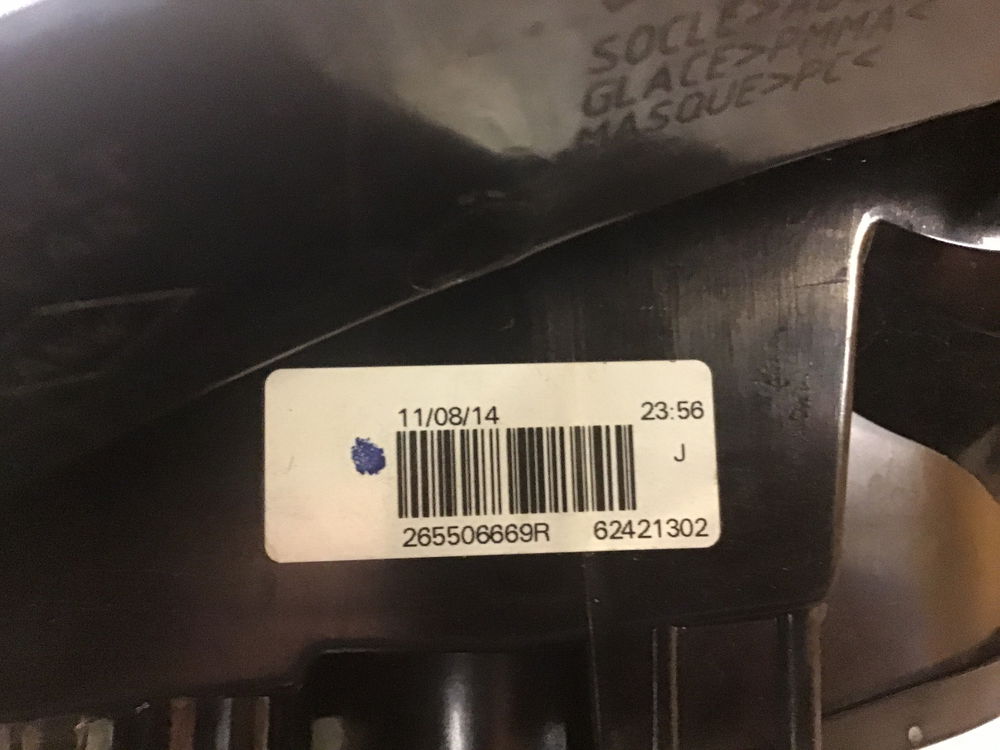 GLACE>PMMA<
MASQUE>PC<
11/08/14 23:56
J
265506669R 62421302